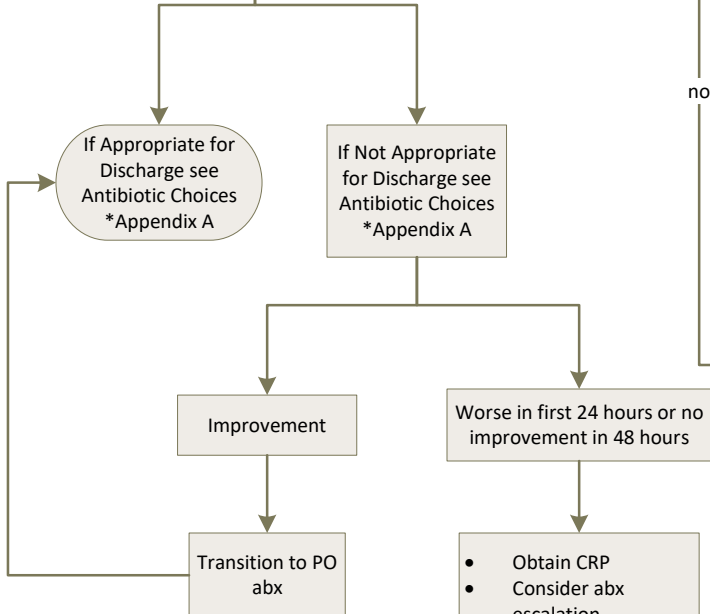 no
If Appropriate for
Discharge see
Antibiotic Choices
*Appendix A
If Not Appropriate
for Discharge see
Antibiotic Choices
*Appendix A
Improvement
Worse in first 24 hours or no
improvement in 48 hours
Transition to PO
abx
• Obtain CRP
• Consider abx
escalation